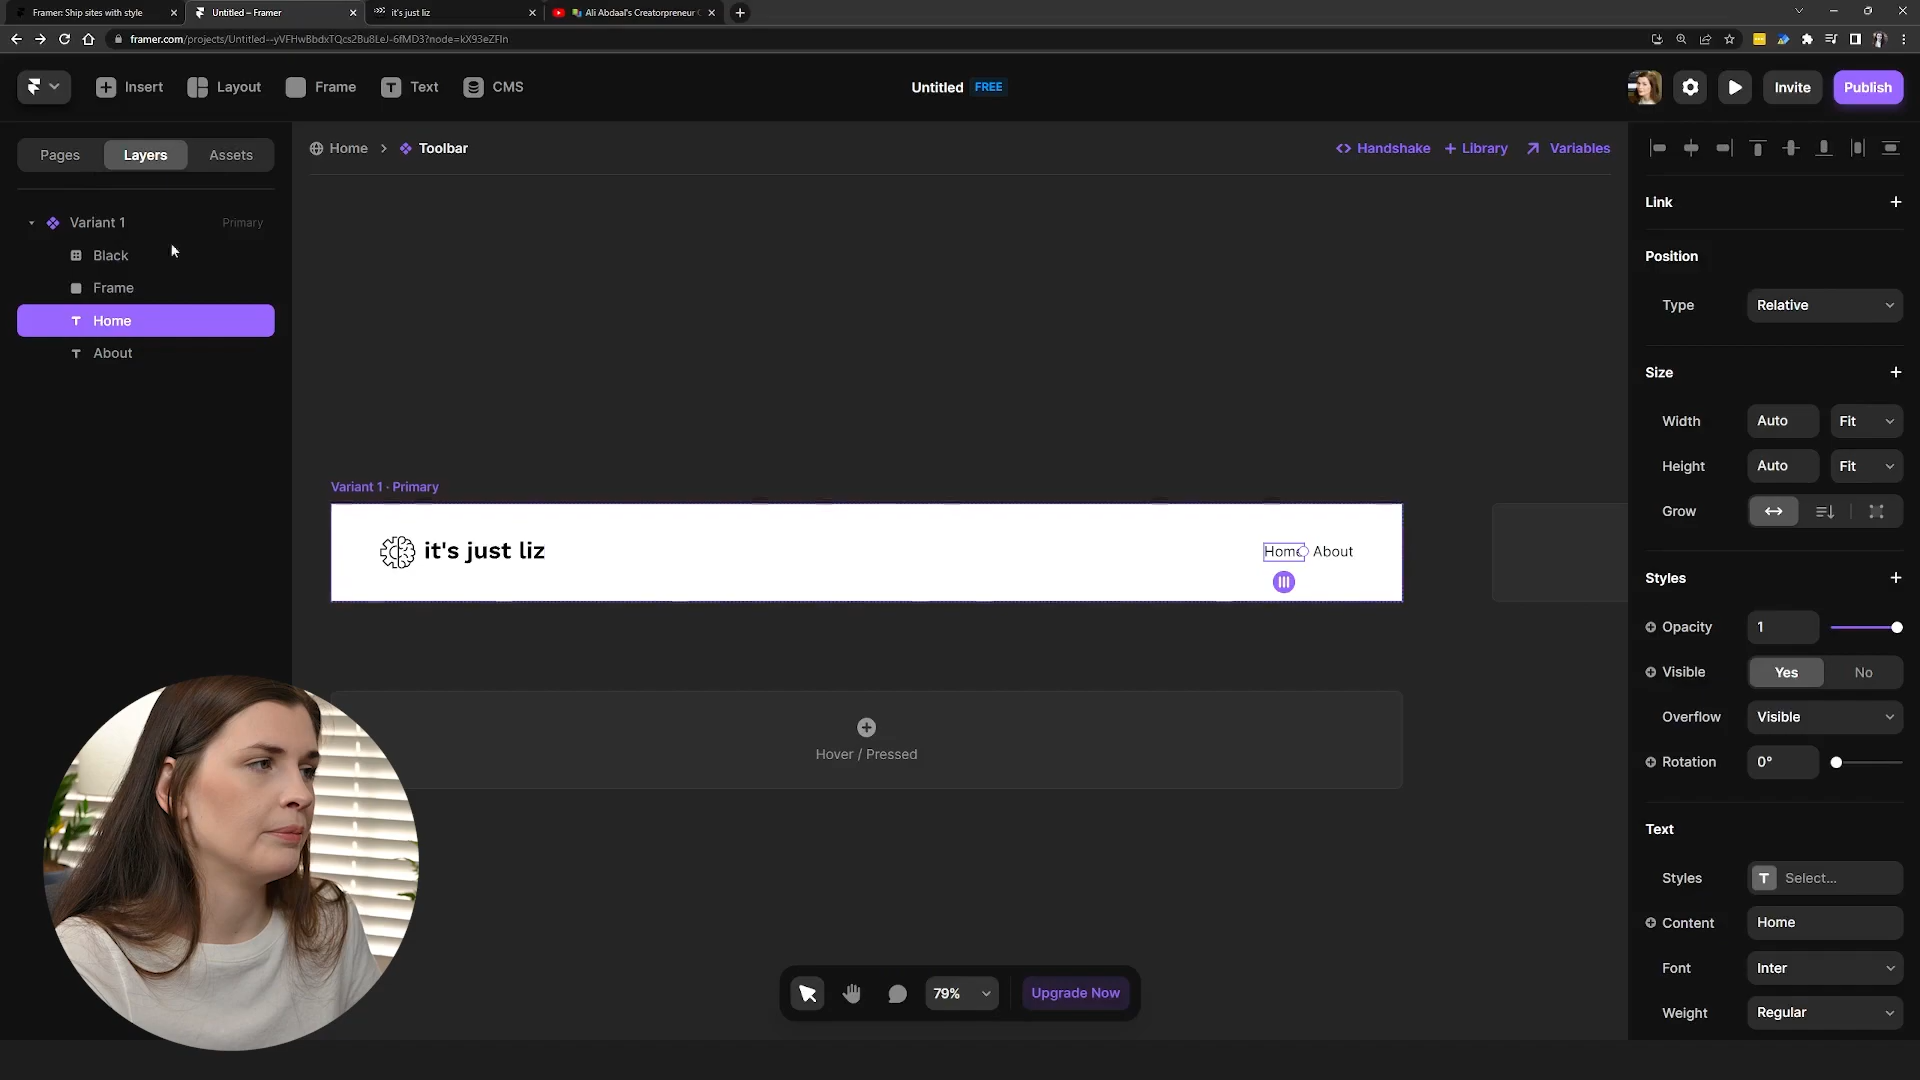 Framer: Ship sites with style
Untitled – Framer
it's just liz
Ali Abdaal's Creatorpreneur
framer.com/projects/Untitled--yVFHwBbdxTQcs2Bu8LeJ-6fMD3?node=kX93eZFIn
Insert
Layout
Frame
Text
CMS
Untitled FREE
Invite
Publish
Pages
Layers
Assets
Home > Toolbar
Handshake
Library
Variables
Variant 1
Primary
Black
Frame
Home
About
Variant 1 · Primary
it's just liz
Home
About
Hover / Pressed
79%
Upgrade Now
Link
Position
Type Relative
Size
Width Auto Fit
Height Auto Fit
Grow
Styles
Opacity 1
Visible Yes No
Overflow Visible
Rotation 0°
Text
Styles T Select...
Content Home
Font Inter
Weight Regular